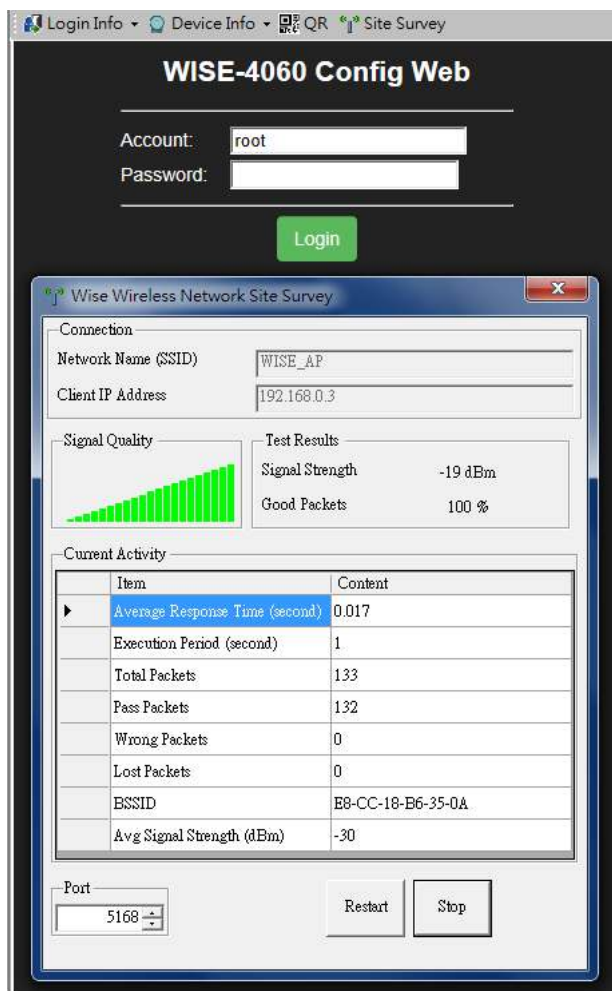 Login Info Device Info QR Site Survey
WISE-4060 Config Web
Account: root
Password:
Login
Wise Wireless Network Site Survey
Connection
Network Name (SSID) WISE_AP
Client IP Address 192.168.0.3
Signal Quality
Test Results
Signal Strength -19 dBm
Good Packets 100 %
Current Activity
Item Content
Average Response Time (second) 0.017
Execution Period (second) 1
Total Packets 133
Pass Packets 132
Wrong Packets 0
Lost Packets 0
BSSID E8-CC-18-B6-35-0A
Avg Signal Strength (dBm) -30
Port
5168
Restart Stop